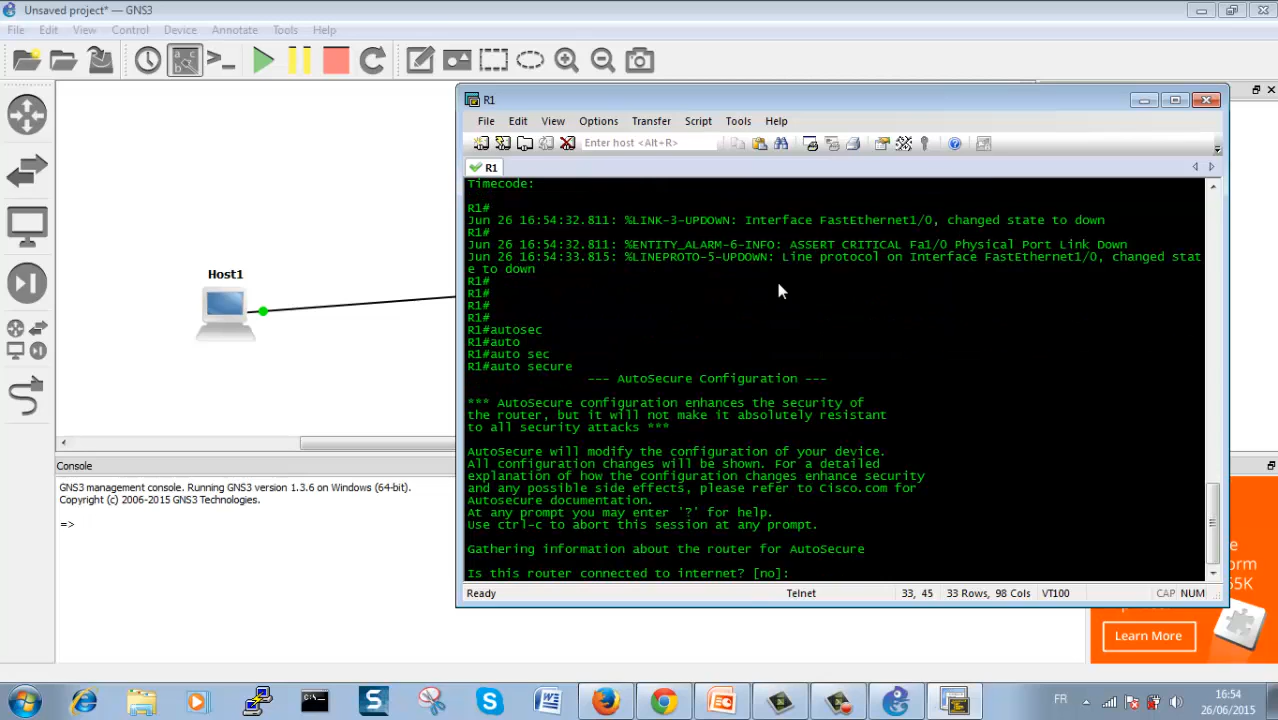 Unsaved project* — GNS3
File Edit View Control Device Annotate Tools Help
Host1
R1
File Edit View Options Transfer Script Tools Help
Enter host <Alt+R>
R1
Timecode:
R1#
Jun 26 16:54:32.811: %LINK-3-UPDOWN: Interface FastEthernet1/0, changed state to down
R1#
Jun 26 16:54:32.811: %ENTITY_ALARM-6-INFO: ASSERT CRITICAL Fa1/0 Physical Port Link Down
Jun 26 16:54:33.815: %LINEPROTO-5-UPDOWN: Line protocol on Interface FastEthernet1/0, changed stat
e to down
R1#
R1#
R1#
R1#
R1#autosec
R1#auto
R1#auto sec
R1#auto secure
--- AutoSecure Configuration ---
*** AutoSecure configuration enhances the security of
the router, but it will not make it absolutely resistant
to all security attacks ***
AutoSecure will modify the configuration of your device.
All configuration changes will be shown. For a detailed
explanation of how the configuration changes enhance security
and any possible side effects, please refer to Cisco.com for
Autosecure documentation.
At any prompt you may enter '?' for help.
Use ctrl-c to abort this session at any prompt.
Gathering information about the router for AutoSecure
Is this router connected to internet? [no]:
Ready Telnet 33, 45 33 Rows, 98 Cols VT100 CAP NUM
Console
GNS3 management console. Running GNS3 version 1.3.6 on Windows (64-bit).
Copyright (c) 2006-2015 GNS3 Technologies.
=>
Learn More
FR
16:54
26/06/2015